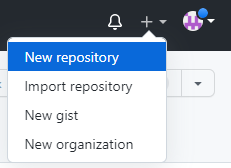 New repository
Import repository
New gist
New organization